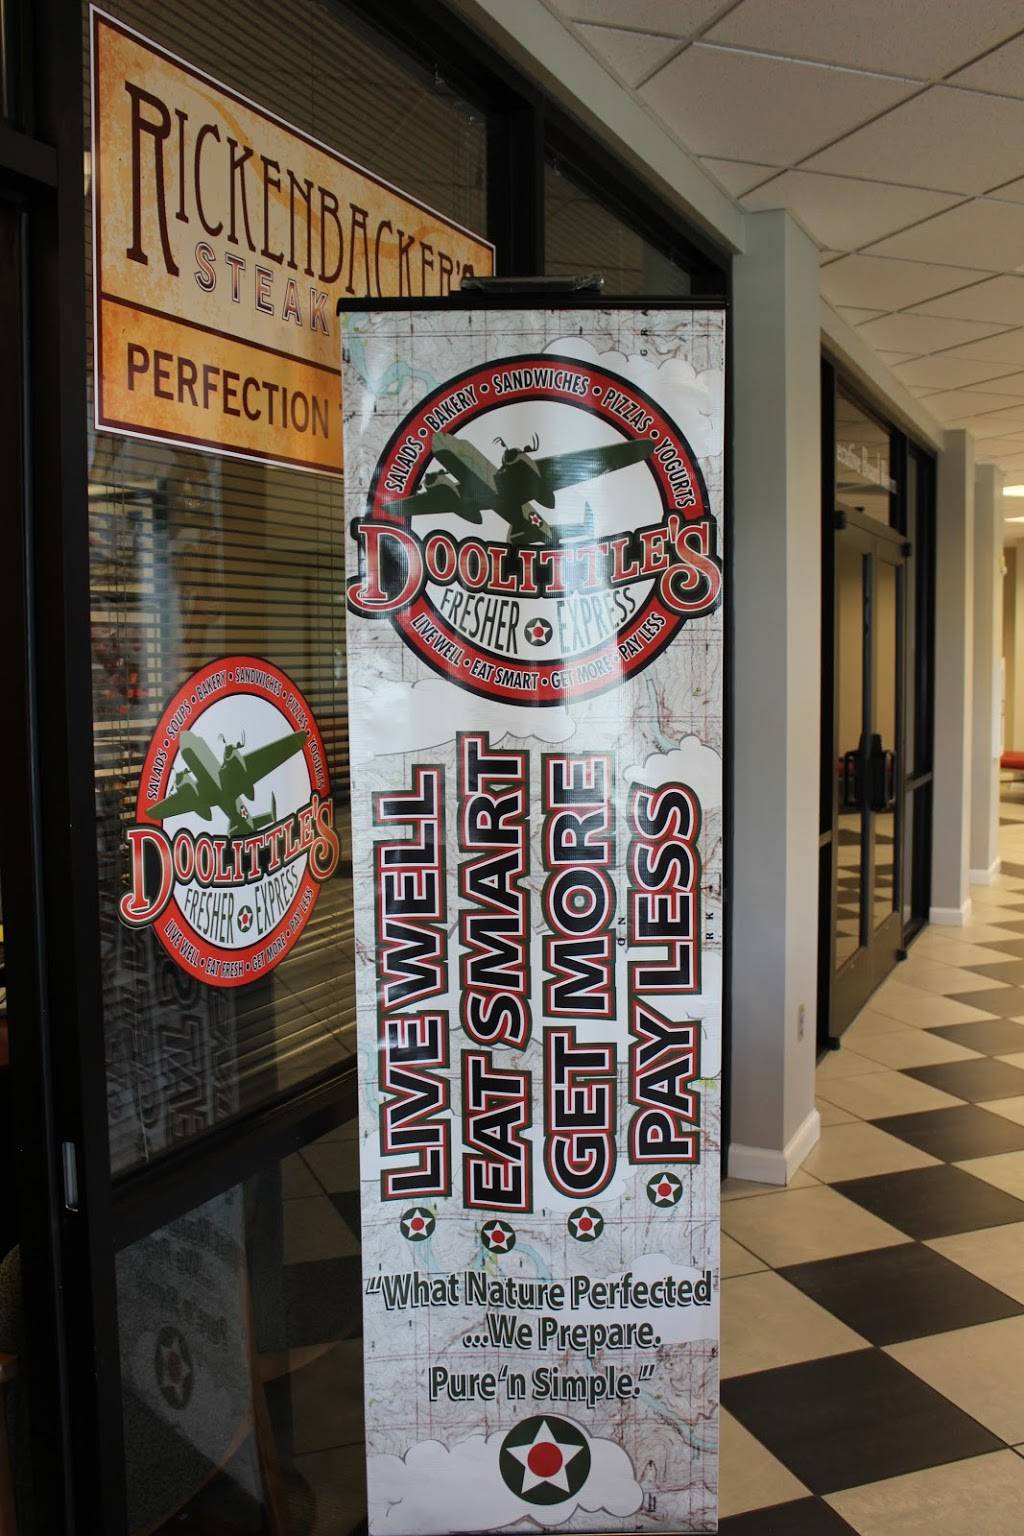 RICKENBACKER'S
STEAK
PERFECTION
SALADS • BAKERY • SANDWICHES • PIZZAS • YOGURTS
DOOLITTLE'S
FRESHER EXPRESS
LIVE WELL • EAT SMART • GET MORE • PAY LESS
LIVE WELL
EAT SMART
GET MORE
PAY LESS
"What Nature Perfected
...We Prepare.
Pure 'n Simple."
SALADS • SOUPS • BAKERY • SANDWICHES • PIZZAS • YOGURTS
DOOLITTLE'S
FRESHER EXPRESS
LIVE WELL • EAT FRESH • GET MORE • PAY LESS